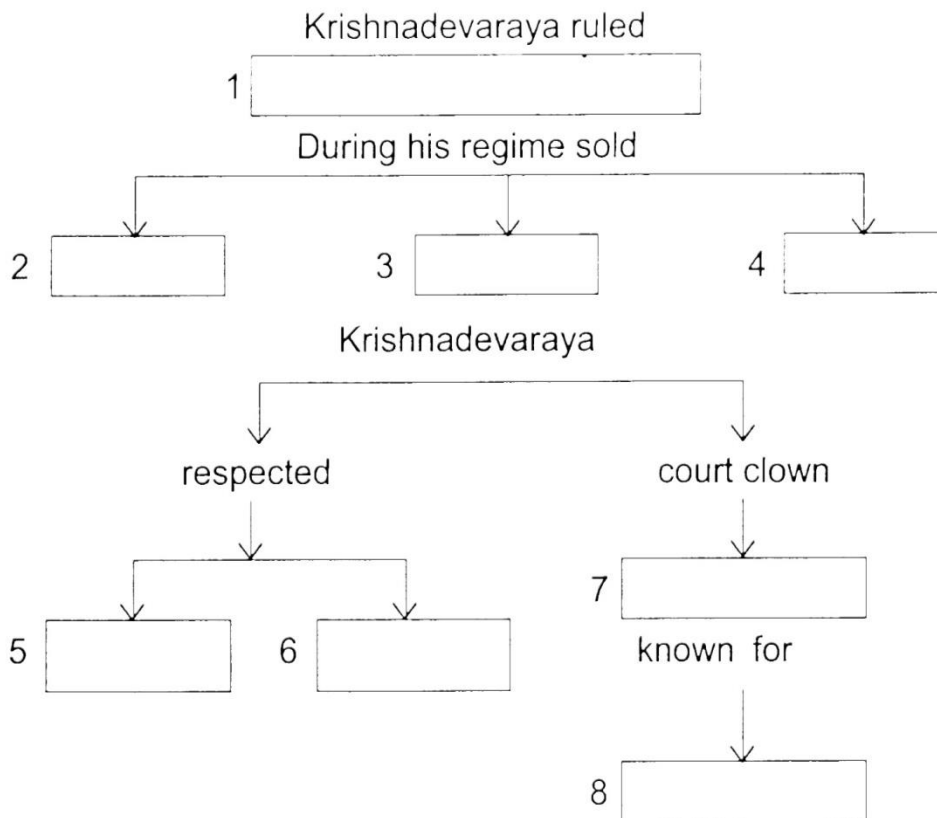 Krishnadevaraya ruled
1
During his regime sold
2 3 4
Krishnadevaraya
respected court clown
7
5 6 known for
8